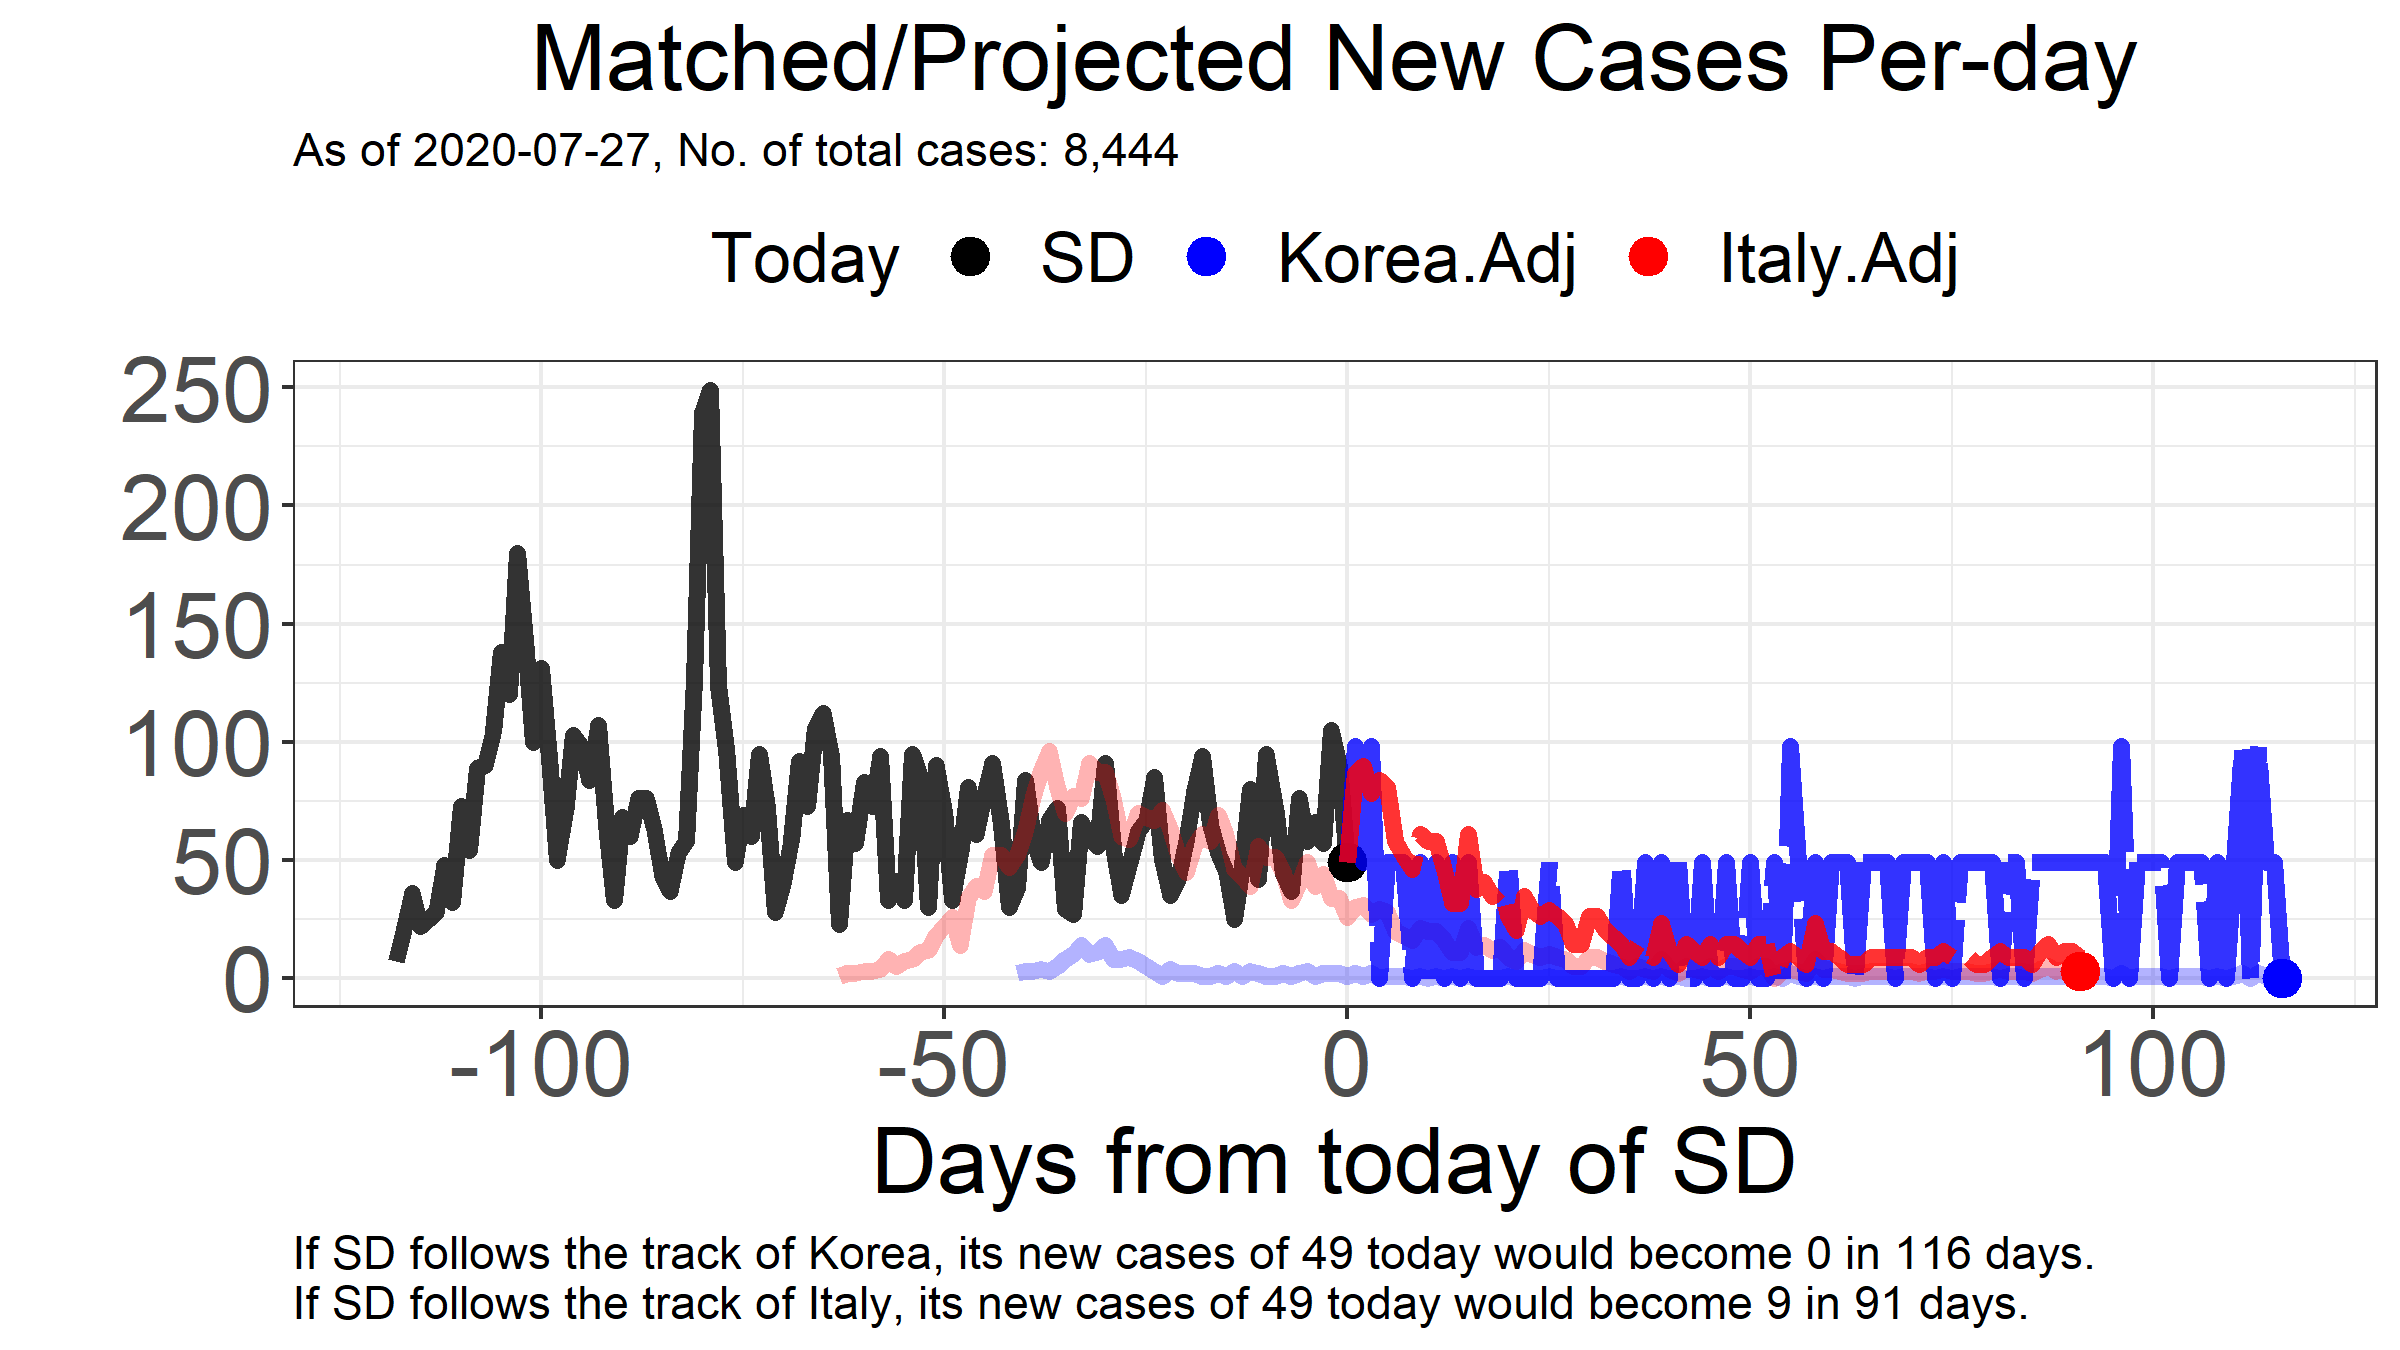 Matched/Projected New Cases Per-day
As of 2020-07-27, No. of total cases: 8,444
Today SD Korea.Adj Italy.Adj
250
200
150
100
50
0
-100 -50 0 50 100
Days from today of SD
If SD follows the track of Korea, its new cases of 49 today would become 0 in 116 days.
If SD follows the track of Italy, its new cases of 49 today would become 9 in 91 days.